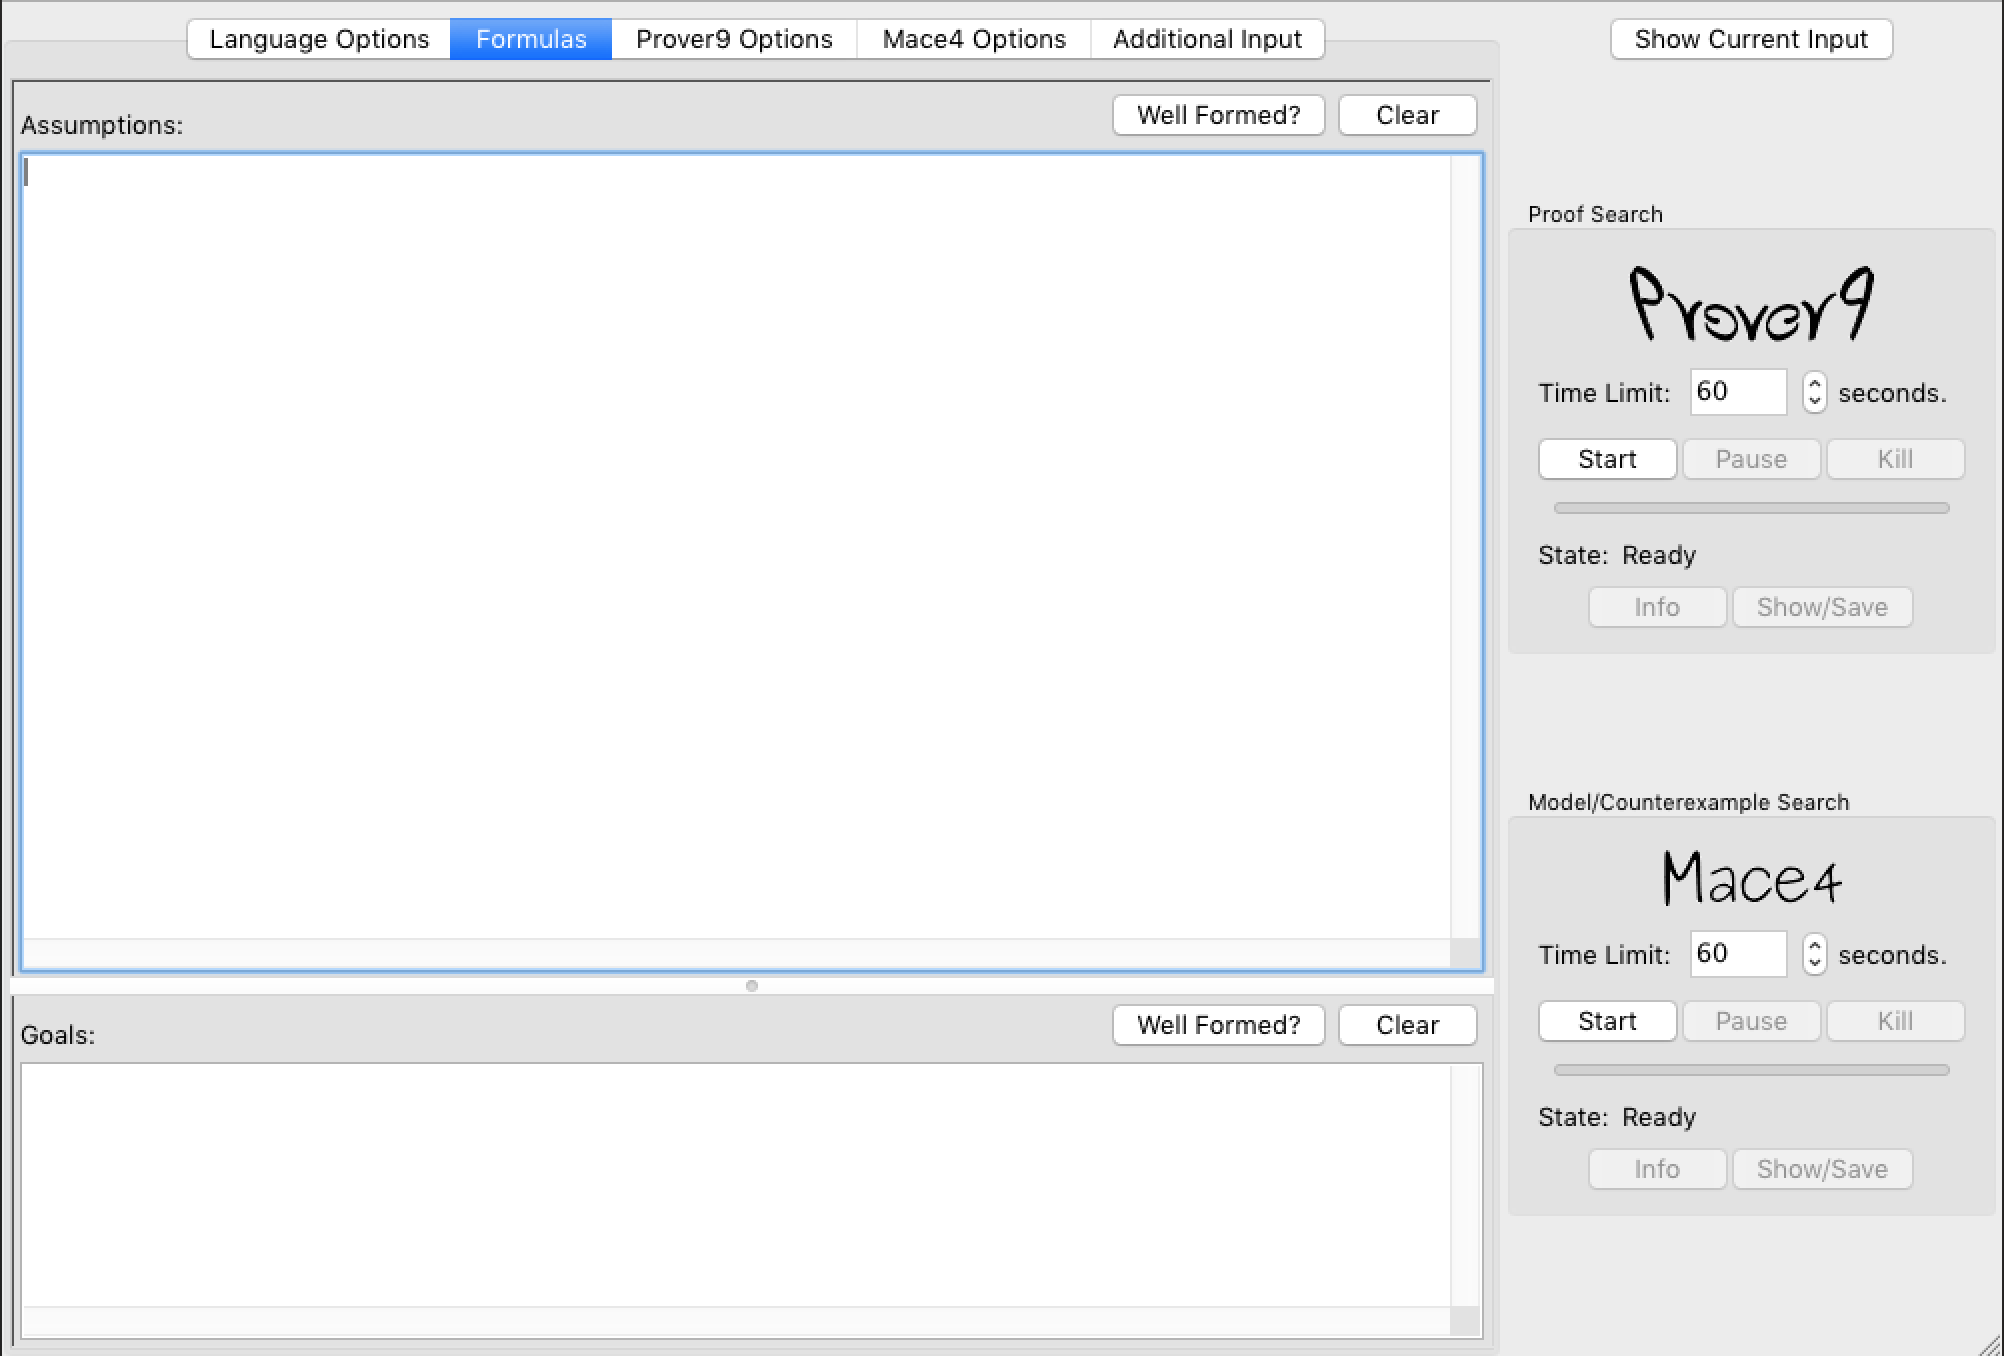 Language Options Formulas Prover9 Options Mace4 Options Additional Input Show Current Input
Assumptions: Well Formed? Clear
Proof Search
Prover9
Time Limit: 60 seconds.
Start Pause Kill
State: Ready
Info Show/Save
Model/Counterexample Search
Mace4
Time Limit: 60 seconds.
Start Pause Kill
State: Ready
Info Show/Save
Goals: Well Formed? Clear